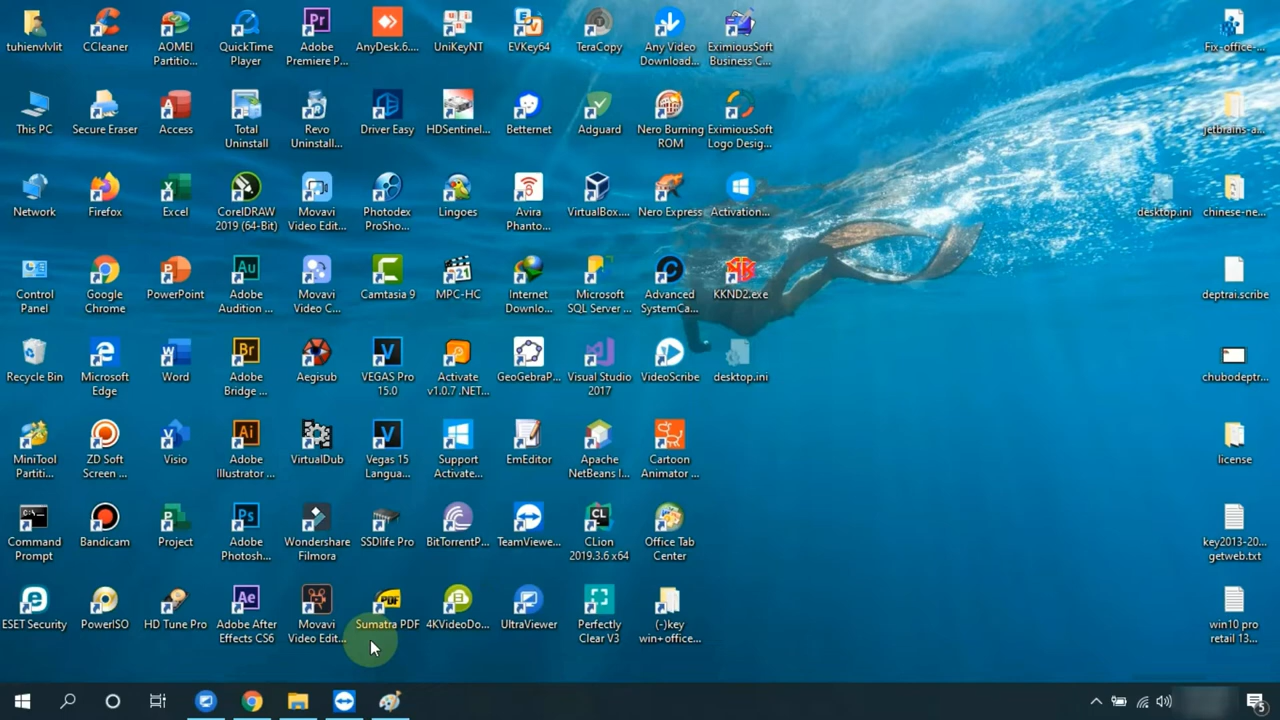 tuhienvlvit
CCleaner
AOMEI
Partitio...
QuickTime
Player
Adobe
Premiere P...
AnyDesk.6....
UniKeyNT
EVKey64
TeraCopy
Any Video
Download...
EximiousSoft
Business C...
Fix-office-...
This PC
Secure Eraser
Access
Total
Uninstall
Revo
Uninstall...
Driver Easy
HDSentinel...
Betternet
Adguard
Nero Burning
ROM
EximiousSoft
Logo Desig...
jetbrains-a...
Network
Firefox
Excel
CorelDRAW
2019 (64-Bit)
Movavi
Video Edit...
Photodex
ProSho...
Lingoes
Avira
Phanto...
VirtualBox....
Nero Express
Activation...
desktop.ini
chinese-ne...
Control
Panel
Google
Chrome
PowerPoint
Adobe
Audition ...
Movavi
Video C...
Camtasia 9
MPC-HC
Internet
Downlo...
Microsoft
SQL Server ...
Advanced
SystemCa...
KKND2.exe
deptrai.scribe
Recycle Bin
Microsoft
Edge
Word
Adobe
Bridge ...
Aegisub
VEGAS Pro
15.0
Activate
v1.0.7 .NET...
GeoGebraP...
Visual Studio
2017
VideoScribe
desktop.ini
chubodeptr...
MiniTool
Partiti...
ZD Soft
Screen ...
Visio
Adobe
Illustrator ...
VirtualDub
Vegas 15
Langua...
Support
Activate...
EmEditor
Apache
NetBeans I...
Cartoon
Animator ...
license
Command
Prompt
Bandicam
Project
Adobe
Photosh...
Wondershare
Filmora
SSDlife Pro
BitTorrentP...
TeamViewe...
CLion
2019.3.6 x64
Office Tab
Center
key2013-20...
getweb.txt
ESET Security
PowerISO
HD Tune Pro
Adobe After
Effects CS6
Movavi
Video Edit...
Sumatra PDF
4KVideoDo...
UltraViewer
Perfectly
Clear V3
(-)key
win+office...
win10 pro
retail 13...
5